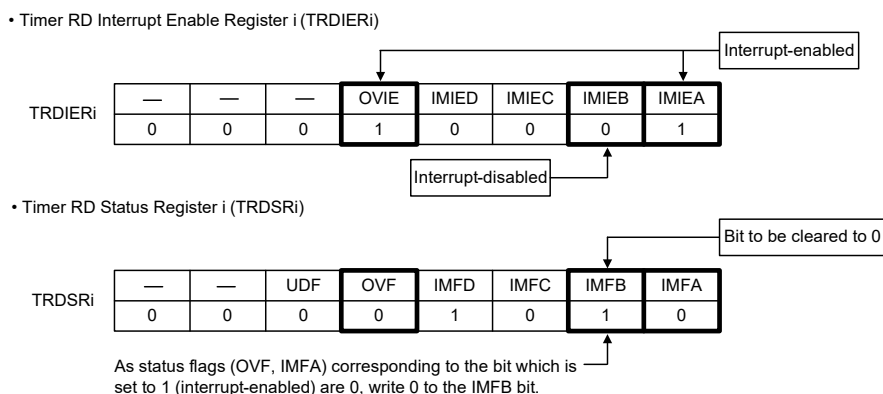 • Timer RD Interrupt Enable Register i (TRDIERi)
Interrupt-enabled
TRDIERi
— — — OVIE IMIED IMIEC IMIEB IMIEA
0 0 0 1 0 0 0 1
Interrupt-disabled
• Timer RD Status Register i (TRDSRi)
Bit to be cleared to 0
TRDSRi
— — UDF OVF IMFD IMFC IMFB IMFA
0 0 0 0 1 0 1 0
As status flags (OVF, IMFA) corresponding to the bit which is
set to 1 (interrupt-enabled) are 0, write 0 to the IMFB bit.